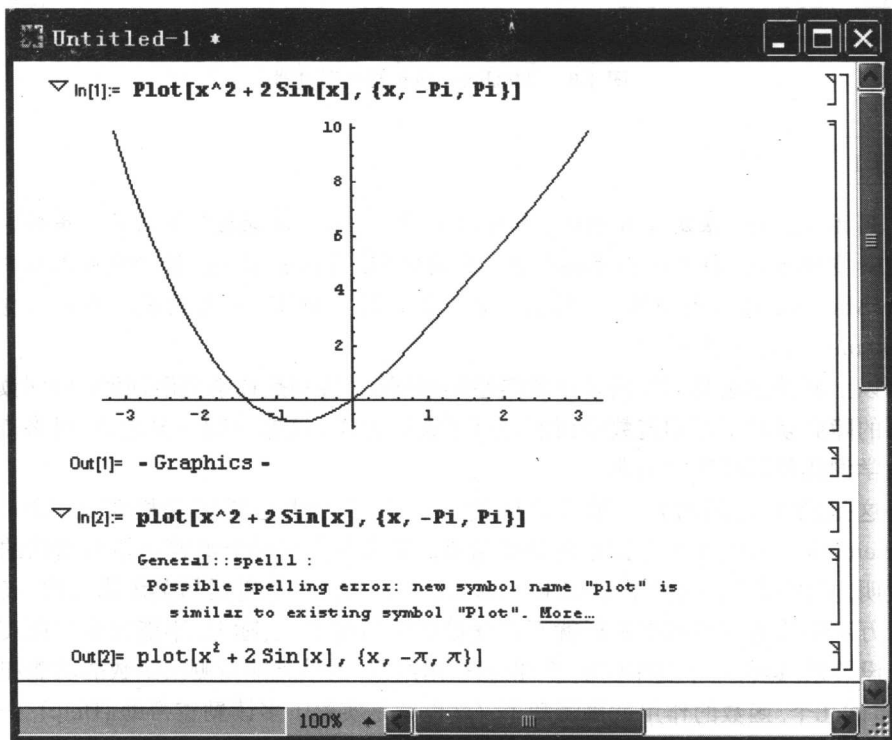 Untitled-1 *
In[1]:= Plot[x^2 + 2 Sin[x], {x, -Pi, Pi}]
10
8
6
4
2
-3 -2 -1 1 2 3
Out[1]= - Graphics -
In[2]:= plot[x^2 + 2 Sin[x], {x, -Pi, Pi}]
General::spell1 :
Possible spelling error: new symbol name "plot" is
similar to existing symbol "Plot". More…
Out[2]= plot[x² + 2 Sin[x], {x, -π, π}]
100%